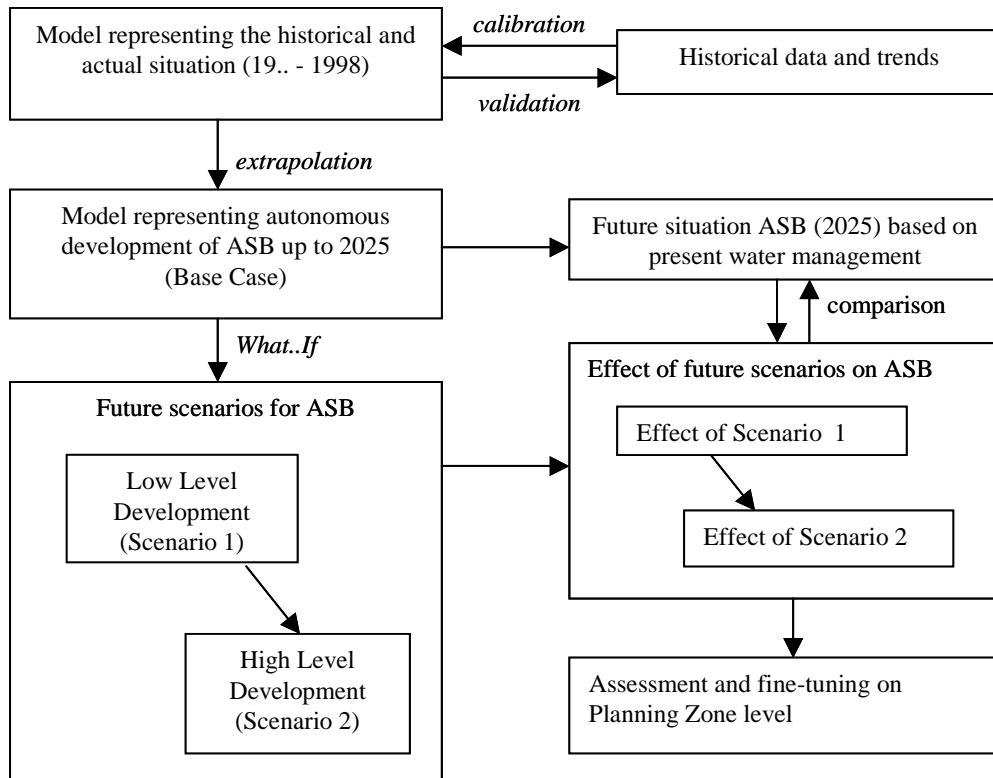 Model representing the historical and
actual situation (19.. - 1998)
calibration
validation
Historical data and trends
extrapolation
Model representing autonomous
development of ASB up to 2025
(Base Case)
Future situation ASB (2025) based on
present water management
comparison
What..If
Future scenarios for ASB
Low Level
Development
(Scenario 1)
High Level
Development
(Scenario 2)
Effect of future scenarios on ASB
Effect of Scenario 1
Effect of Scenario 2
Assessment and fine-tuning on
Planning Zone level